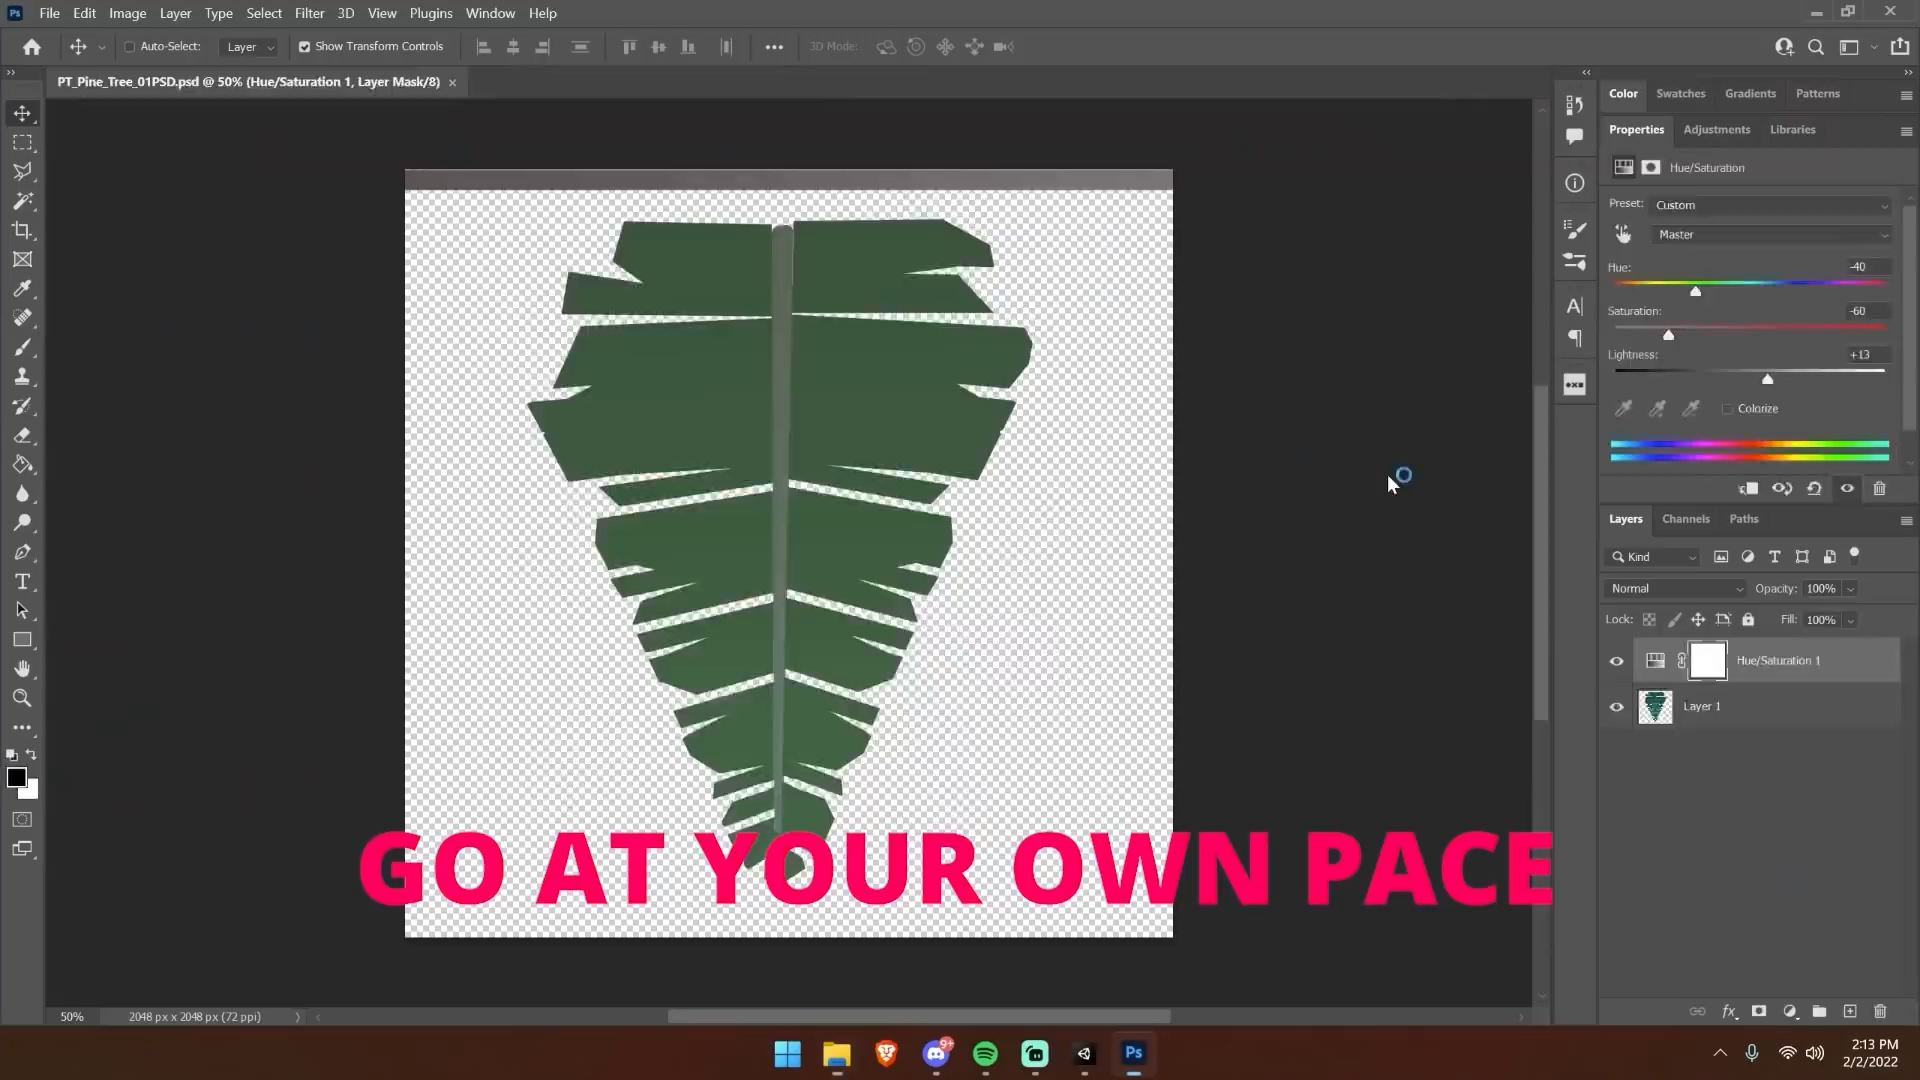 Ps File Edit Image Layer Type Select Filter 3D View Plugins Window Help
Auto-Select: Layer Show Transform Controls 3D Mode:
PT_Pine_Tree_01PSD.psd @ 50% (Hue/Saturation 1, Layer Mask/8)
Color Swatches Gradients Patterns
Properties Adjustments Libraries
Hue/Saturation
Preset: Custom
Master
Hue: -40
Saturation: -60
Lightness: +13
Colorize
Layers Channels Paths
Kind
Normal Opacity: 100%
Lock: Fill: 100%
Hue/Saturation 1
Layer 1
GO AT YOUR OWN PACE
50% 2048 px x 2048 px (72 ppi)
9+ Ps
2:13 PM
2/2/2022